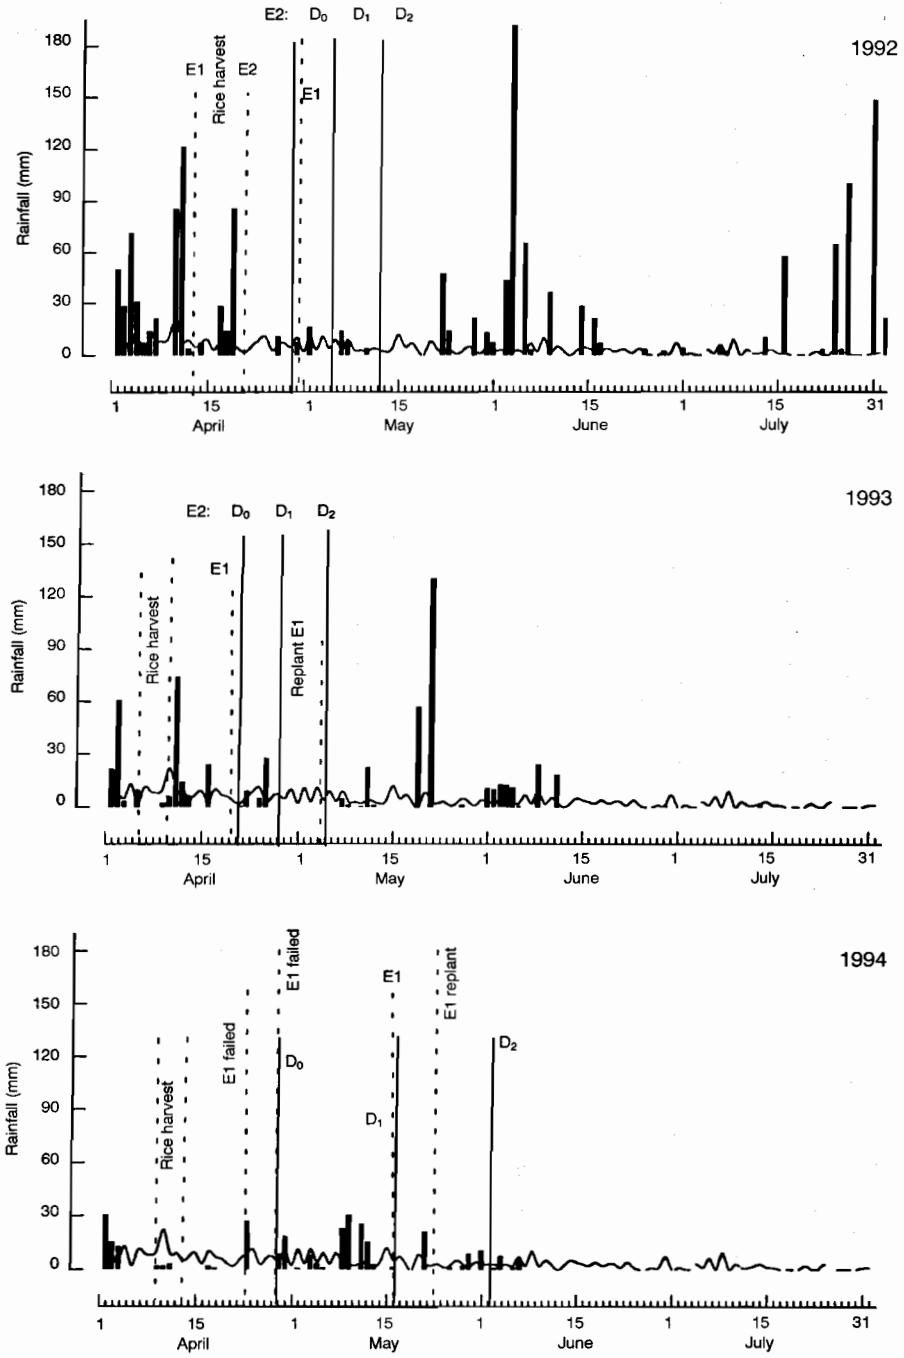 E2: D₀ D₁ D₂
1992
180
150
120
90
60
30
0
Rainfall (mm)
E1
Rice harvest
E2
E1
1 15 1 15 1 15 1 15 31
April May June July
1993
180
150
120
90
60
30
0
Rainfall (mm)
E2: D₀ D₁ D₂
E1
Rice harvest
Replant E1
1 15 1 15 1 15 1 15 31
April May June July
1994
180
150
120
90
60
30
0
Rainfall (mm)
Rice harvest
E1 failed
E1 failed
D₀
E1
D₁
E1 replant
D₂
1 15 1 15 1 15 1 15 31
April May June July